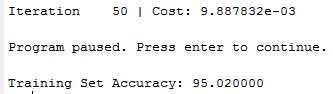 Iteration    50 | Cost: 9.887832e-03
Program paused. Press enter to continue.
Training Set Accuracy: 95.020000